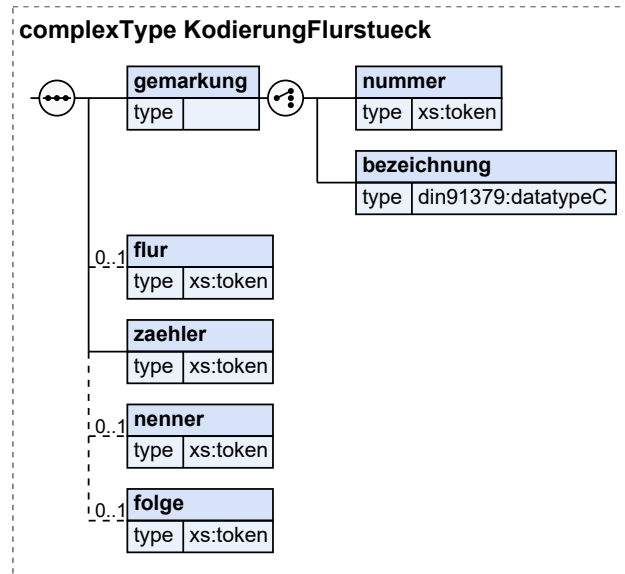 complexType KodierungFlurstueck
gemarkung
type
nummer
type xs:token
bezeichnung
type din91379:datatypeC
0..1
flur
type xs:token
zaehler
type xs:token
0..1
nenner
type xs:token
0..1
folge
type xs:token